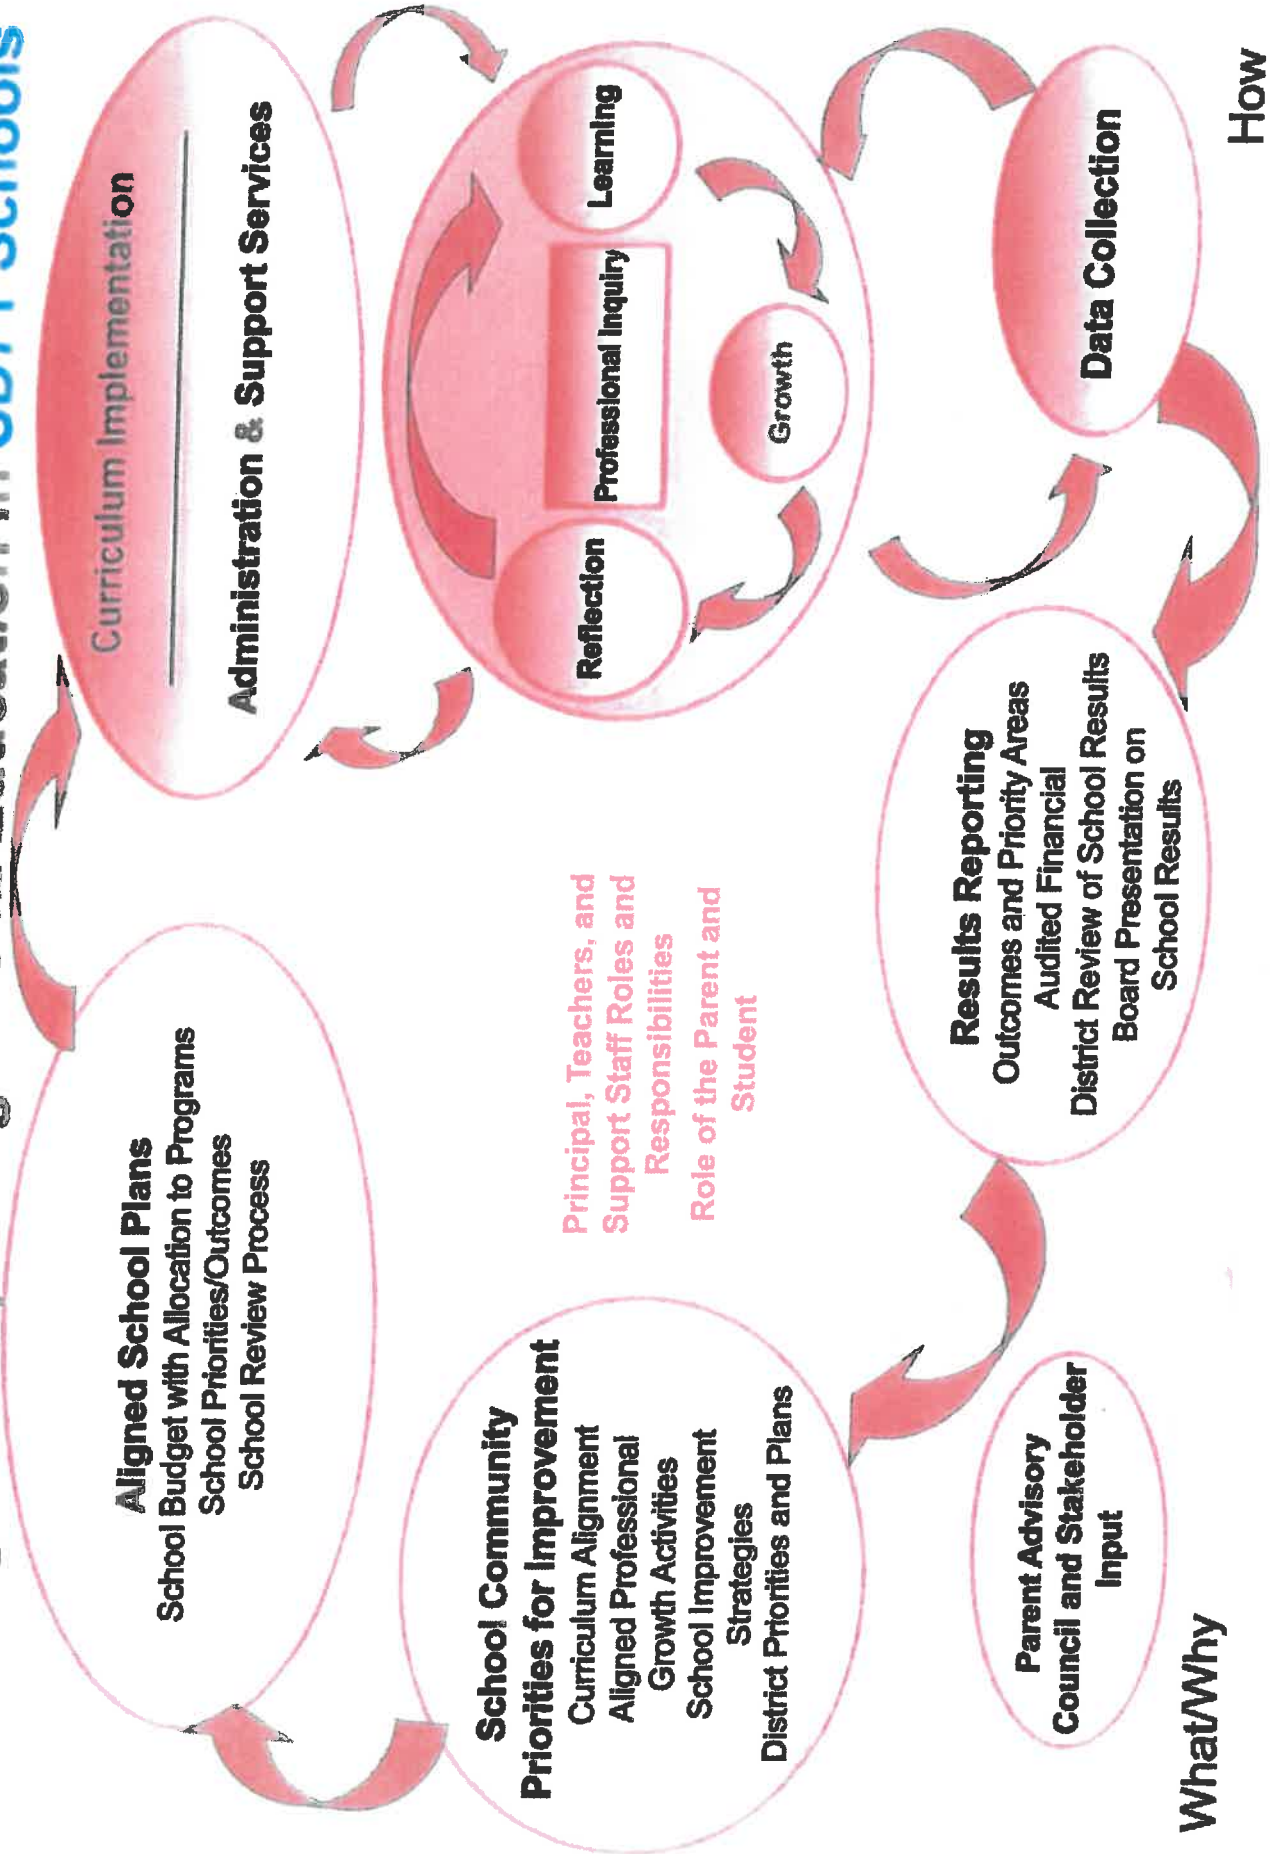 Schools
Aligned School Plans
School Budget with Allocation to Programs
School Priorities/Outcomes
School Review Process
Curriculum Implementation
Administration & Support Services
School Community
Priorities for Improvement
Curriculum Alignment
Aligned Professional
Growth Activities
School Improvement
Strategies
District Priorities and Plans
Principal, Teachers, and
Support Staff Roles and
Responsibilities
Role of the Parent and
Student
Reflection
Professional Inquiry
Learning
Growth
Parent Advisory
Council and Stakeholder
Input
Results Reporting
Outcomes and Priority Areas
Audited Financial
District Review of School Results
Board Presentation on
School Results
Data Collection
What/Why
How